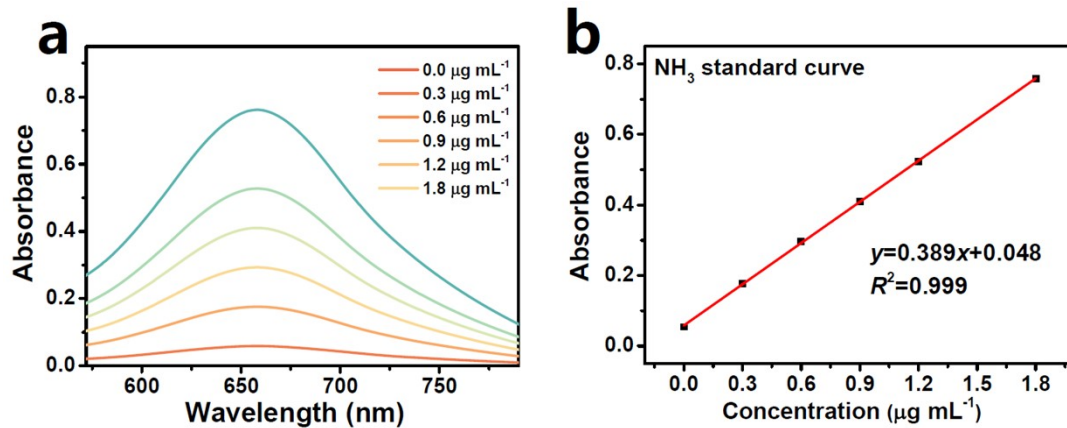 a
0.0 μg mL⁻¹
0.3 μg mL⁻¹
0.6 μg mL⁻¹
0.9 μg mL⁻¹
1.2 μg mL⁻¹
1.8 μg mL⁻¹
0.8
0.6
0.4
0.2
0.0
Absorbance
600 650 700 750
Wavelength (nm)
b
NH₃ standard curve
0.8
0.6
0.4
0.2
0.0
Absorbance
y=0.389x+0.048
R²=0.999
0.0 0.3 0.6 0.9 1.2 1.5 1.8
Concentration (μg mL⁻¹)